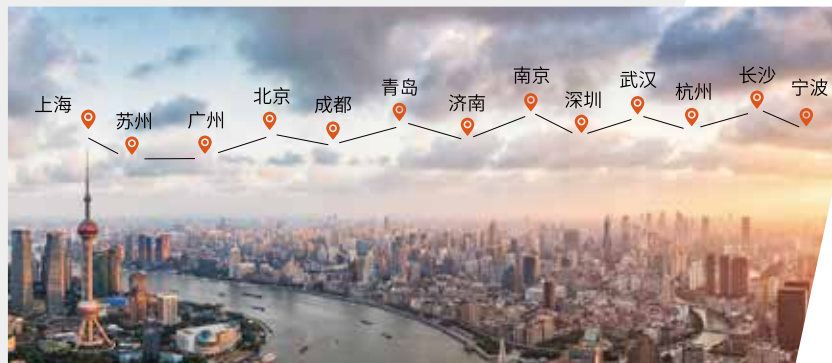 上海
苏州
广州
北京
成都
青岛
济南
南京
深圳
武汉
杭州
长沙
宁波